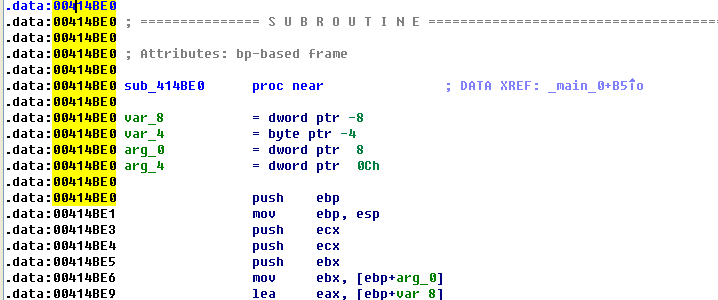 .data:00414BE0
.data:00414BE0 ; =============== S U B R O U T I N E =======================================
.data:00414BE0
.data:00414BE0 ; Attributes: bp-based frame
.data:00414BE0
.data:00414BE0 sub_414BE0      proc near               ; DATA XREF: _main_0+B5↑o
.data:00414BE0
.data:00414BE0 var_8           = dword ptr -8
.data:00414BE0 var_4           = byte ptr -4
.data:00414BE0 arg_0           = dword ptr  8
.data:00414BE0 arg_4           = dword ptr  0Ch
.data:00414BE0
.data:00414BE0                 push    ebp
.data:00414BE1                 mov     ebp, esp
.data:00414BE3                 push    ecx
.data:00414BE4                 push    ecx
.data:00414BE5                 push    ebx
.data:00414BE6                 mov     ebx, [ebp+arg_0]
.data:00414BE9                 lea     eax, [ebp+var_8]